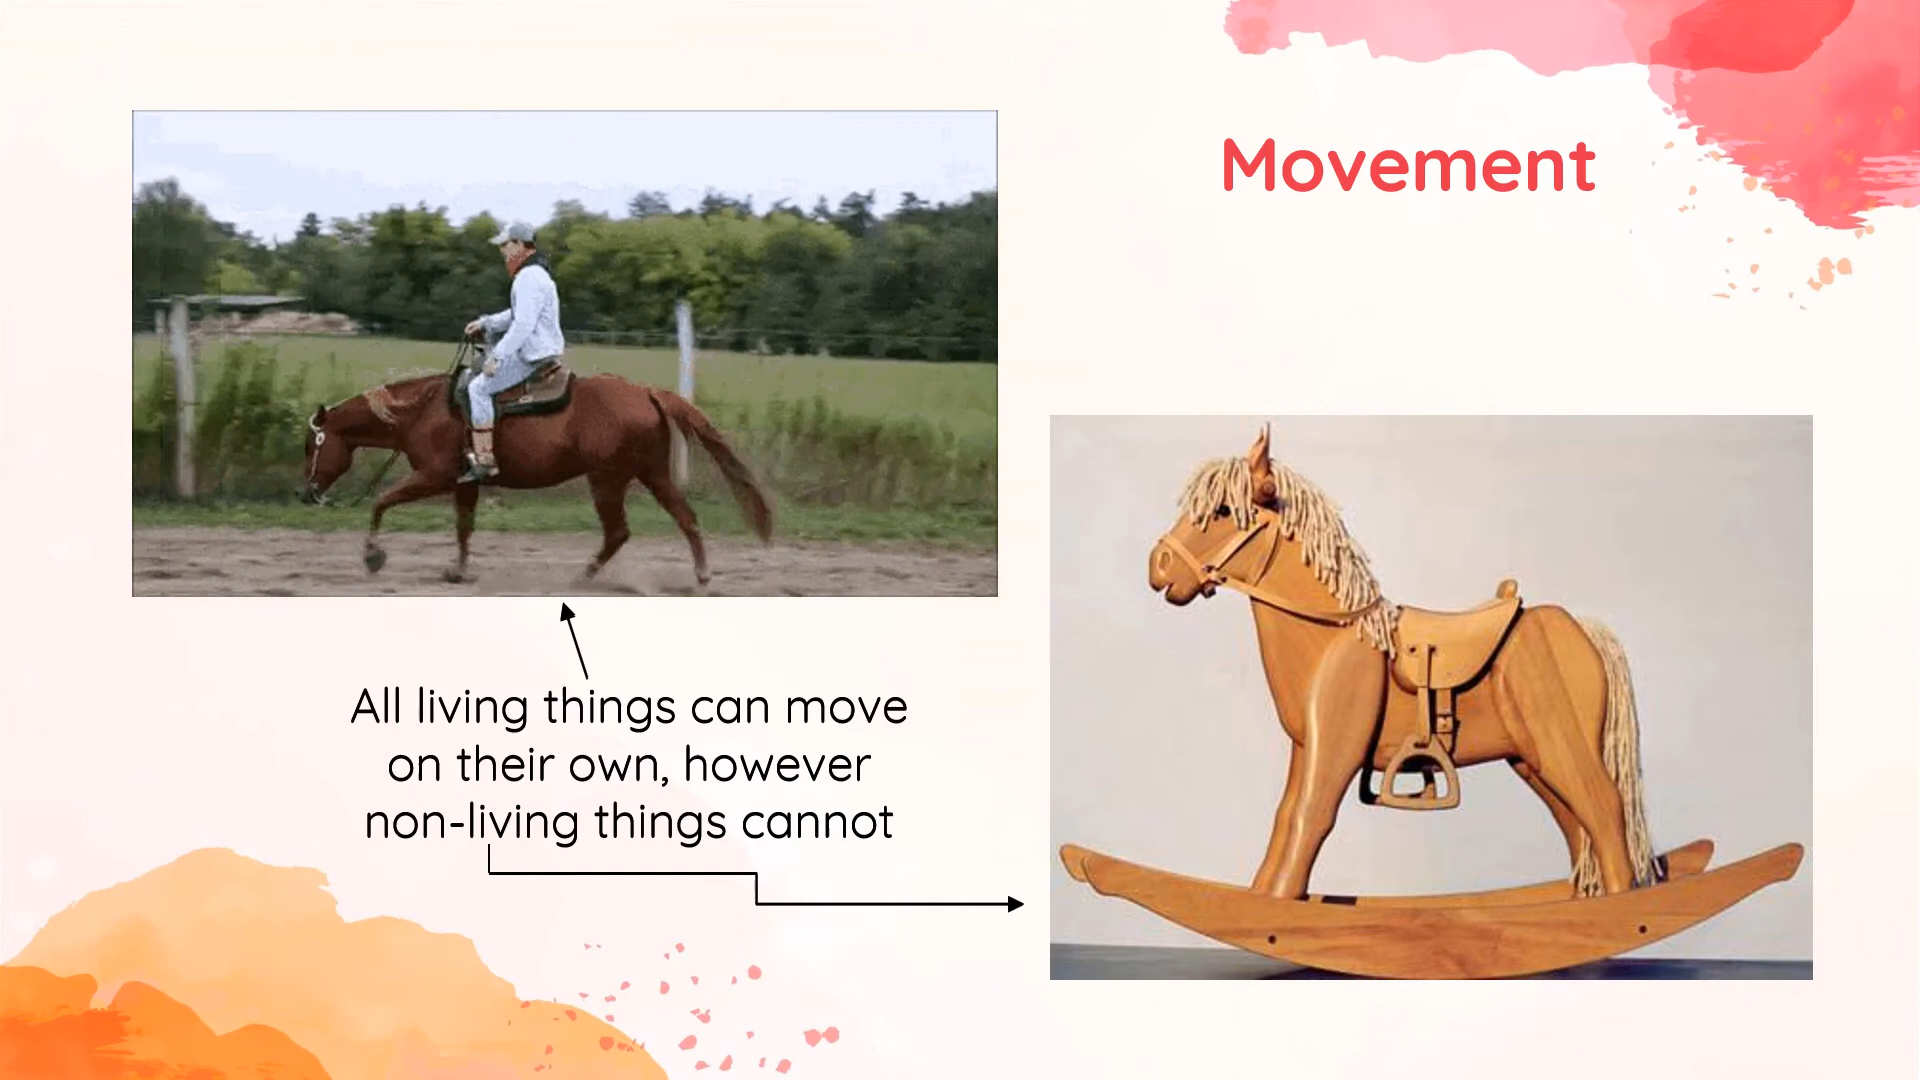 Movement
All living things can move
on their own, however
non-living things cannot